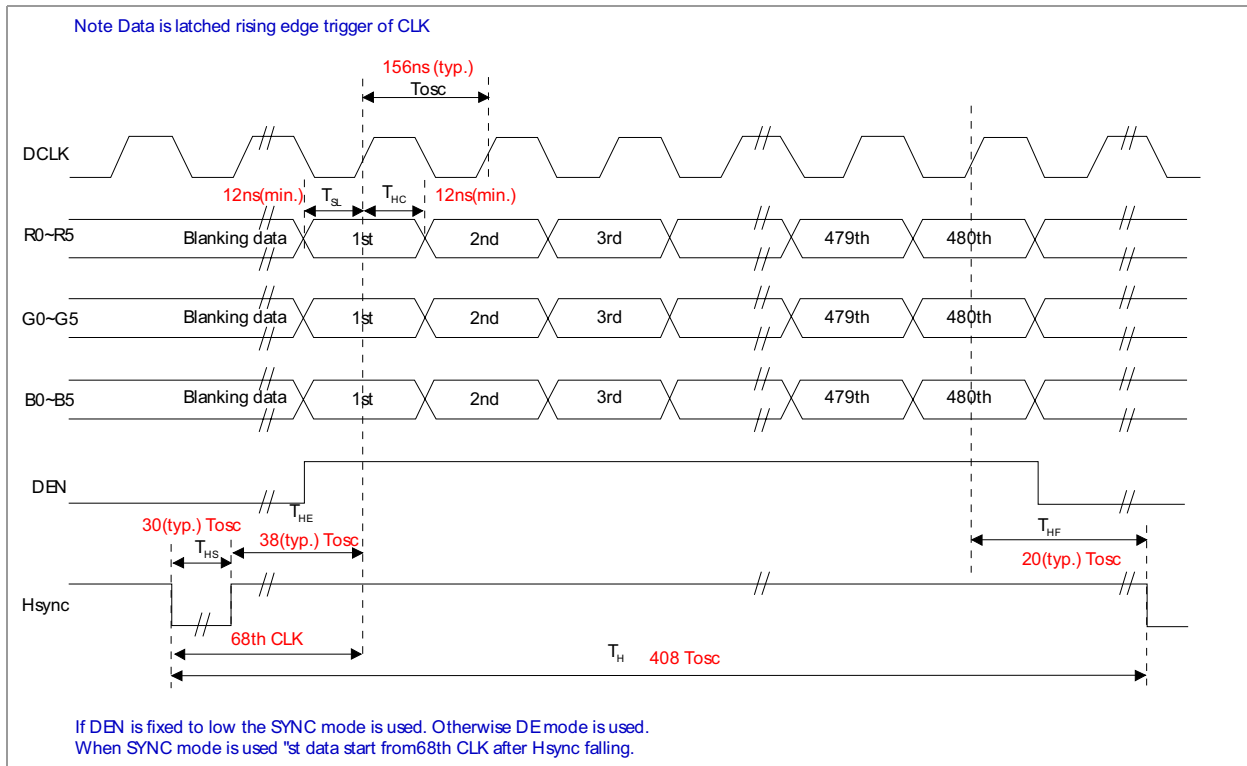 Note Data is latched rising edge trigger of CLK
156ns (typ.)
Tosc
DCLK
12ns(min.)
TSL
THC
12ns(min.)
R0~R5
Blanking data
1st
2nd
3rd
479th
480th
G0~G5
Blanking data
1st
2nd
3rd
479th
480th
B0~B5
Blanking data
1st
2nd
3rd
479th
480th
DEN
THE
30(typ.) Tosc
38(typ.) Tosc
THS
THF
20(typ.) Tosc
Hsync
68th CLK
TH
408 Tosc
If DEN is fixed to low the SYNC mode is used. Otherwise DE mode is used.
When SYNC mode is used "st data start from68th CLK after Hsync falling.